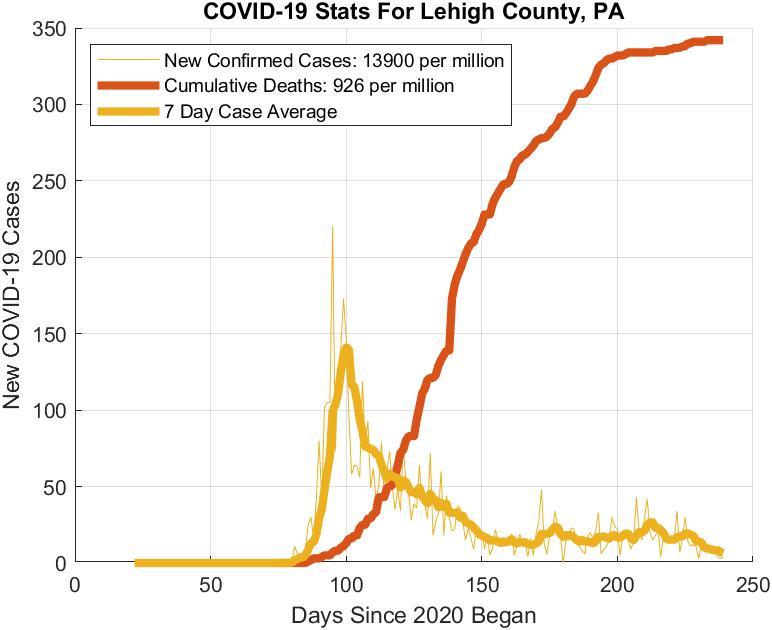 COVID-19 Stats For Lehigh County, PA
New Confirmed Cases: 13900 per million
Cumulative Deaths: 926 per million
7 Day Case Average
350
300
250
200
150
100
50
0
New COVID-19 Cases
0 50 100 150 200 250
Days Since 2020 Began